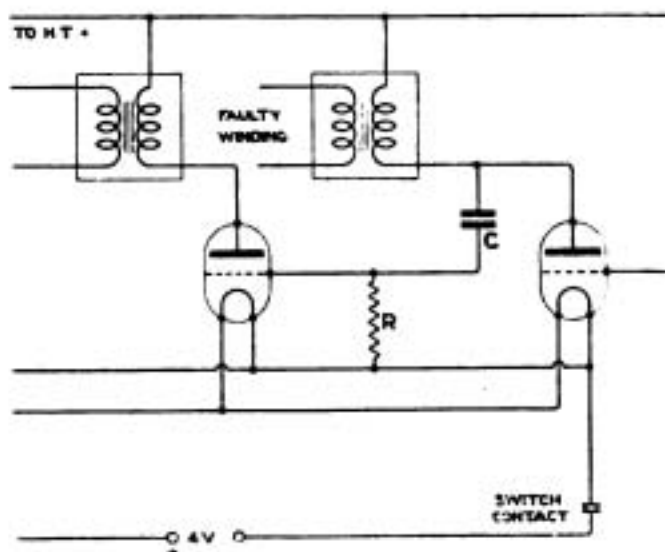 TO H T +
FAULTY
WINDING
C
R
SWITCH
CONTACT
4V